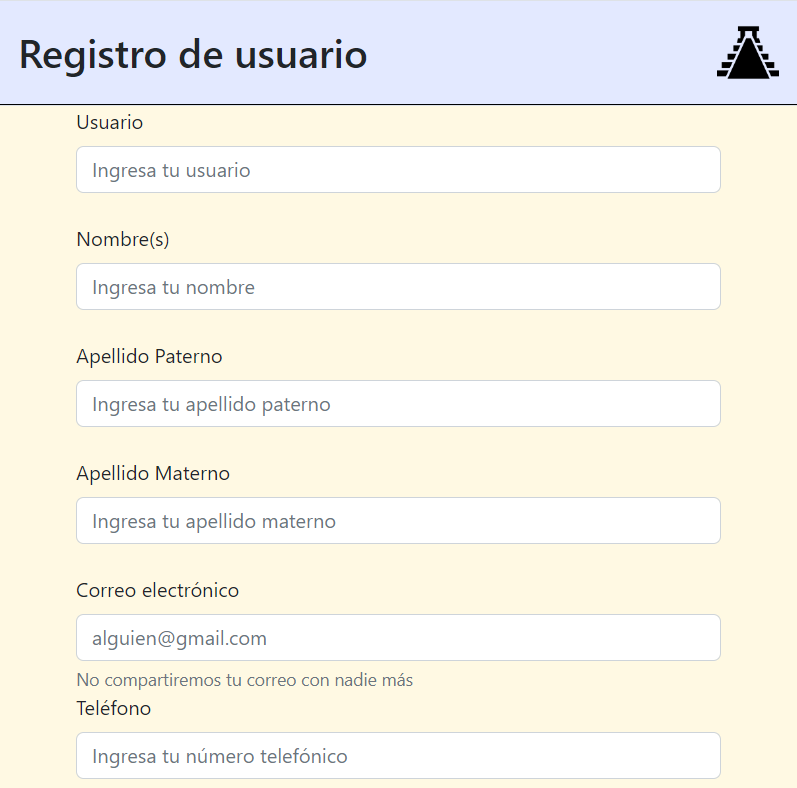 Registro de usuario
Usuario
Ingresa tu usuario
Nombre(s)
Ingresa tu nombre
Apellido Paterno
Ingresa tu apellido paterno
Apellido Materno
Ingresa tu apellido materno
Correo electrónico
alguien@gmail.com
No compartiremos tu correo con nadie más
Teléfono
Ingresa tu número telefónico